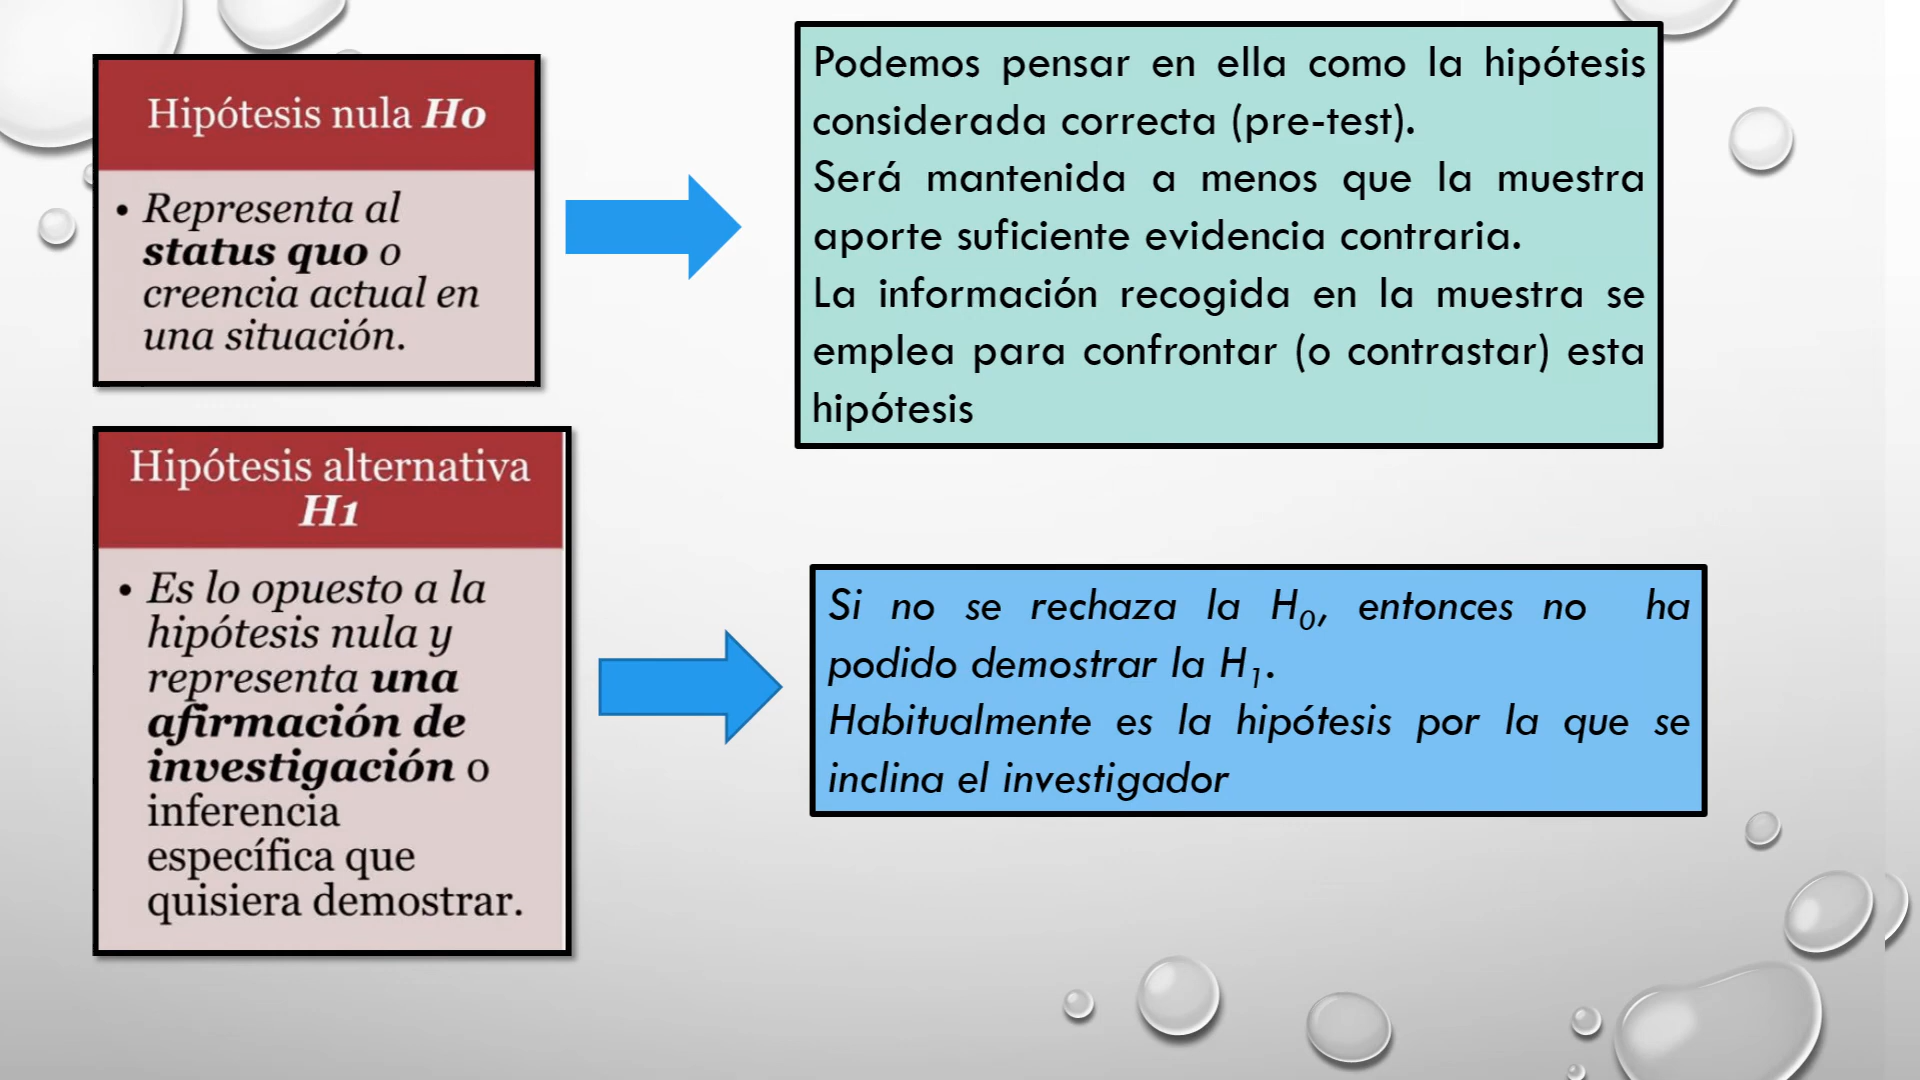 Hipótesis nula Ho
• Representa al
status quo o
creencia actual en
una situación.
Podemos pensar en ella como la hipótesis
considerada correcta (pre-test).
Será mantenida a menos que la muestra
aporte suficiente evidencia contraria.
La información recogida en la muestra se
emplea para confrontar (o contrastar) esta
hipótesis
Hipótesis alternativa
H1
• Es lo opuesto a la
hipótesis nula y
representa una
afirmación de
investigación o
inferencia
específica que
quisiera demostrar.
Si no se rechaza la H₀, entonces no ha
podido demostrar la H₁.
Habitualmente es la hipótesis por la que se
inclina el investigador